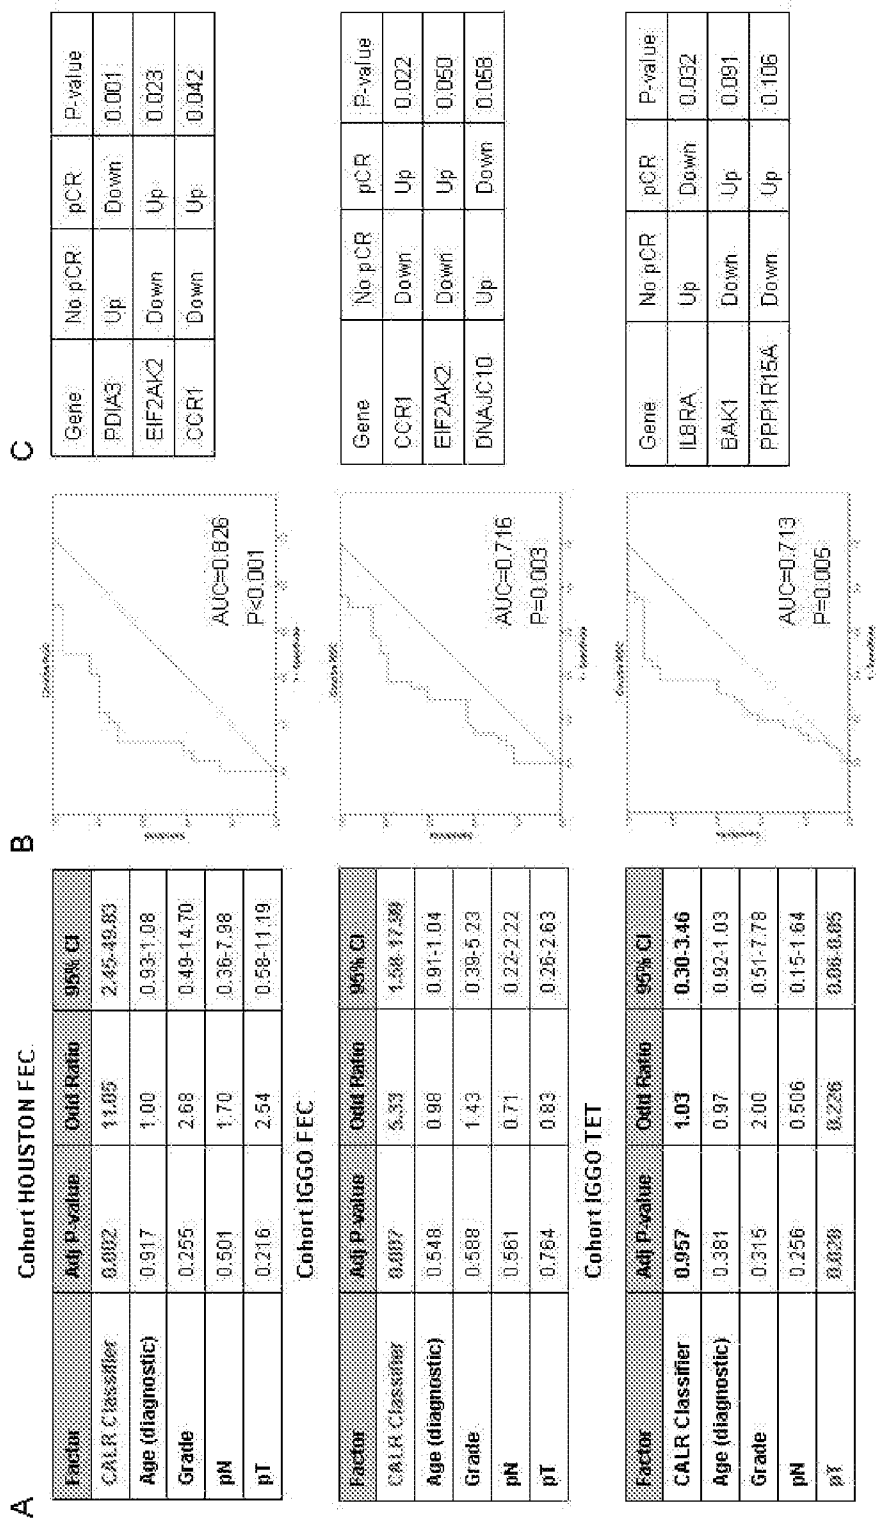 A B C
Cohort HOUSTON FEC
Factor Adj P-value Odd Ratio 95% CI
CALR Classifier 2.45-49.83
Age (diagnostic) 0.917 1.00 0.93-1.08
Grade 0.255 2.68 0.49-14.70
pN 0.501 1.70 0.36-7.98
pT 0.216 2.54 0.58-11.19
AUC=0.826
P<0.001
Gene No pCR pCR P-value
PDIA3 Up Down 0.001
EIF2AK2 Down Up 0.023
CCR1 Down Up 0.042
Cohort IGGO FEC
Factor Adj P-value Odd Ratio 95% CI
CALR Classifier 5.33
Age (diagnostic) 0.548 0.98 0.91-1.04
Grade 0.588 1.43 0.39-5.23
pN 0.561 0.71 0.22-2.22
pT 0.764 0.83 0.26-2.63
AUC=0.716
P=0.003
Gene No pCR pCR P-value
CCR1 Down Up 0.022
EIF2AK2 Down Up 0.050
DNAJC10 Up Down 0.058
Cohort IGGO TET
Factor Adj P-value Odd Ratio 95% CI
CALR Classifier 0.957 1.03 0.30-3.46
Age (diagnostic) 0.381 0.97 0.92-1.03
Grade 0.315 2.00 0.51-7.78
pN 0.256 0.506 0.15-1.64
pT
AUC=0.713
P=0.005
Gene No pCR pCR P-value
IL8RA Up Down 0.032
BAK1 Down Up 0.091
PPP1R15A Down Up 0.106